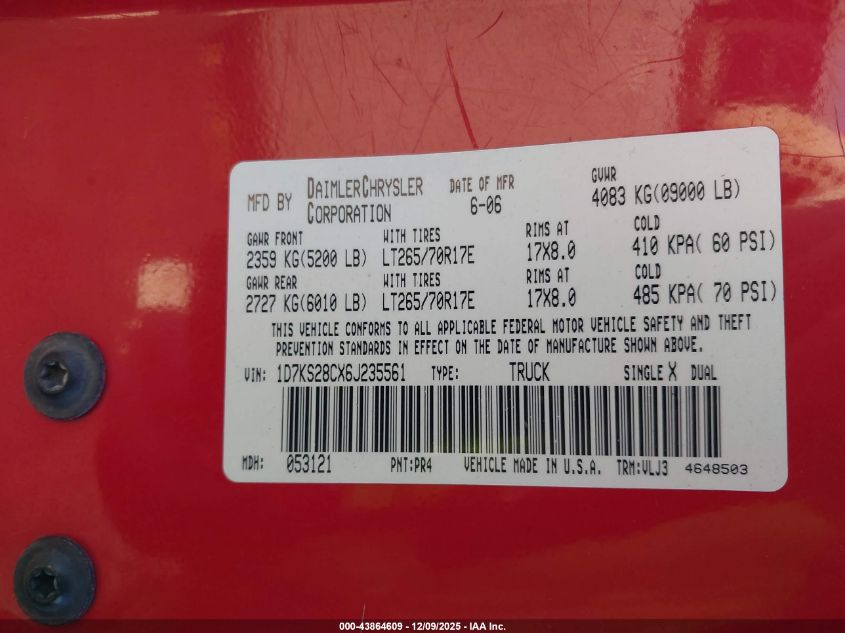 MFD BY DAIMLERCHRYSLER CORPORATION DATE OF MFR 6-06 GVWR 4083 KG(09000 LB)
GAWR FRONT WITH TIRES RIMS AT COLD
2359 KG(5200 LB) LT265/70R17E 17X8.0 410 KPA( 60 PSI)
GAWR REAR WITH TIRES RIMS AT COLD
2727 KG(6010 LB) LT265/70R17E 17X8.0 485 KPA( 70 PSI)
THIS VEHICLE CONFORMS TO ALL APPLICABLE FEDERAL MOTOR VEHICLE SAFETY AND THEFT
PREVENTION STANDARDS IN EFFECT ON THE DATE OF MANUFACTURE SHOWN ABOVE.
VIN: 1D7KS28CX6J235561 TYPE: TRUCK SINGLE X DUAL
MDH: 053121 PNT:PR4 VEHICLE MADE IN U.S.A. TRM:VLJ3 4648503
000-43864609 - 12/09/2025 - IAA Inc.